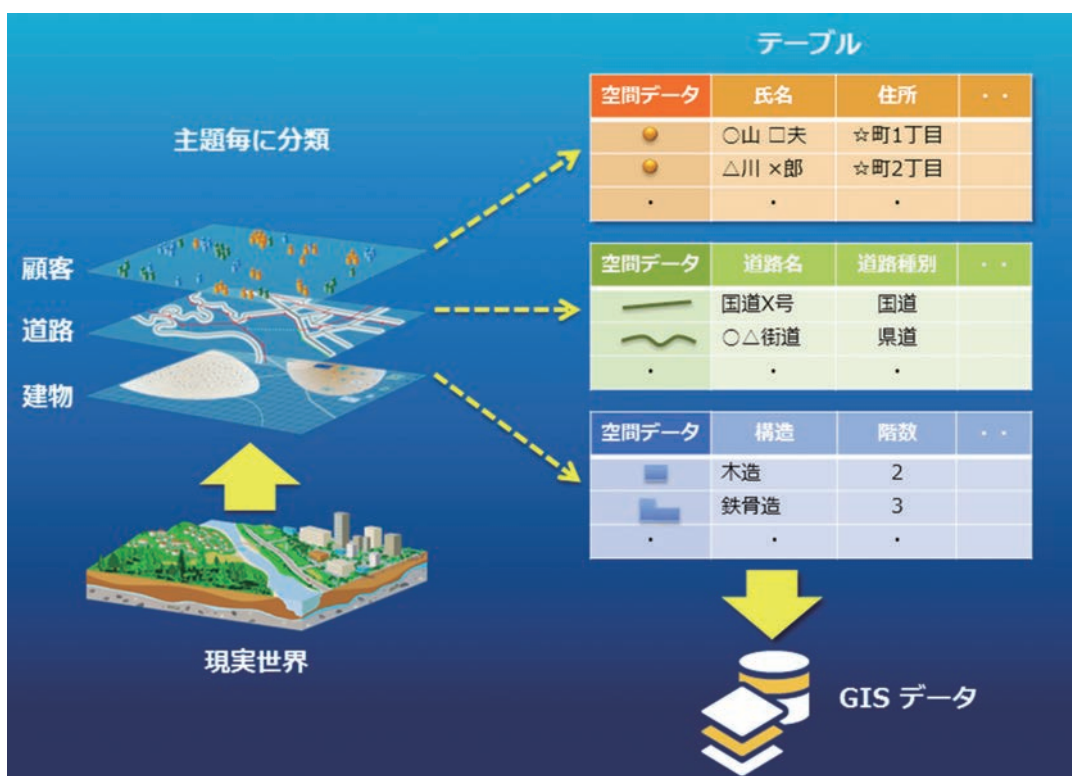 テーブル
主題毎に分類
顧客
道路
建物
現実世界
空間データ 氏名 住所 ・・
○山 □夫 ☆町1丁目
△川 ×郎 ☆町2丁目
・ ・ ・
空間データ 道路名 道路種別 ・・
国道X号 国道
○△街道 県道
・ ・ ・
空間データ 構造 階数 ・・
木造 2
鉄骨造 3
・ ・ ・
GIS データ